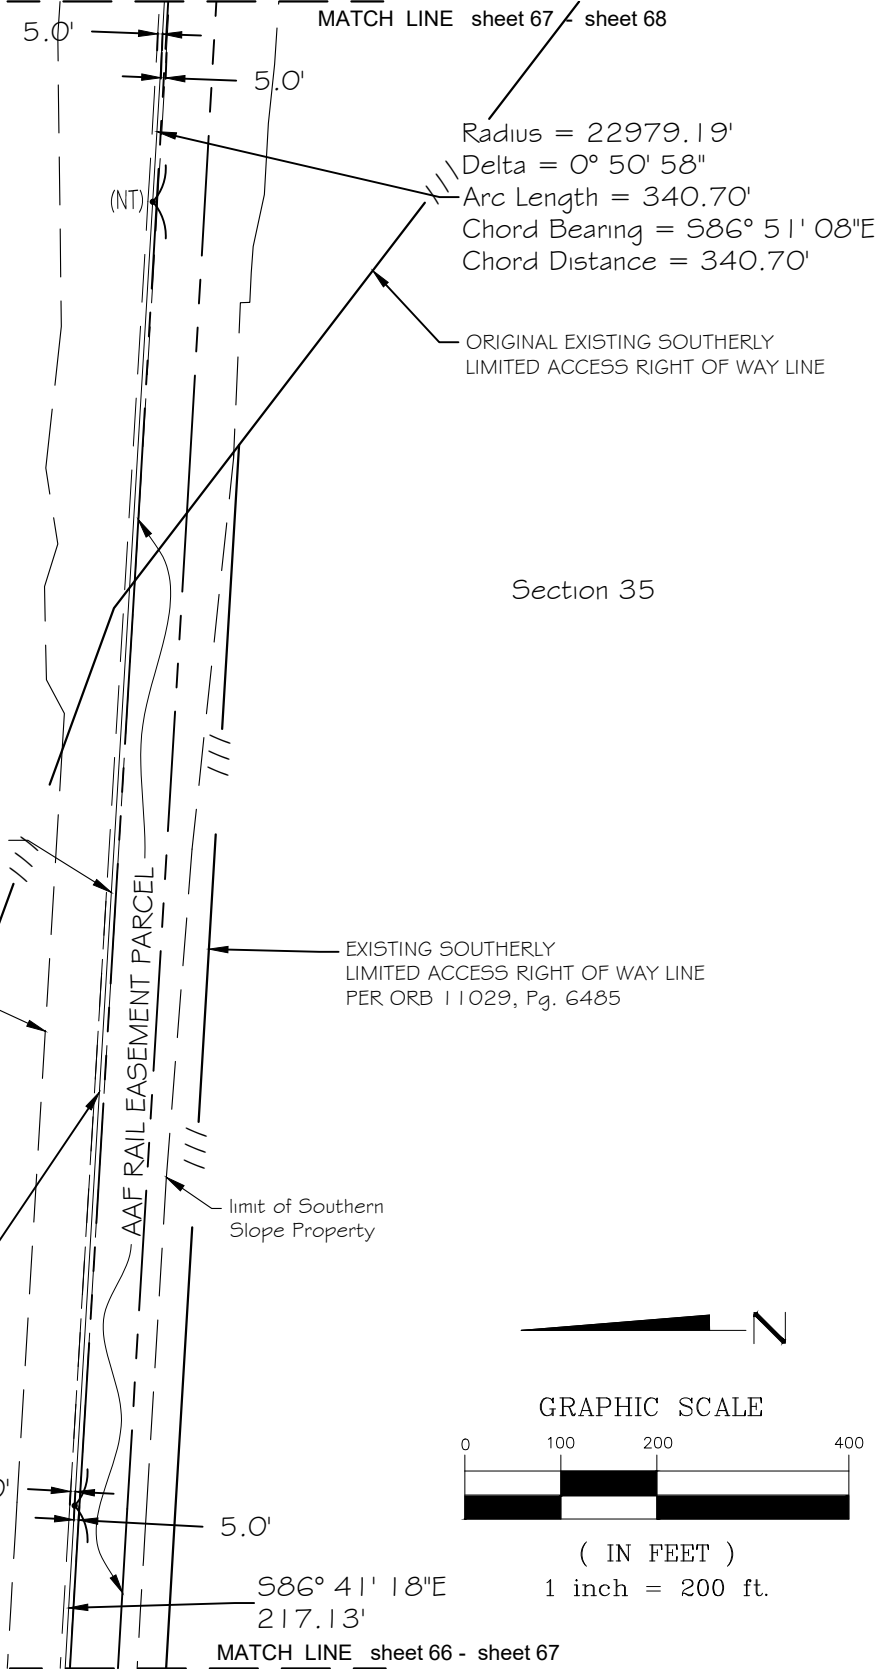 MATCH LINE sheet 67 - sheet 68
5.0'
5.0'
Radius = 22979.19'
Delta = 0° 50' 58"
Arc Length = 340.70'
Chord Bearing = S86° 51' 08"E
Chord Distance = 340.70'
(NT)
ORIGINAL EXISTING SOUTHERLY
LIMITED ACCESS RIGHT OF WAY LINE
Section 35
AAF RAIL EASEMENT PARCEL
EXISTING SOUTHERLY
LIMITED ACCESS RIGHT OF WAY LINE
PER ORB 11029, Pg. 6485
limit of Southern
Slope Property
N
GRAPHIC SCALE
0 100 200 400
( IN FEET )
1 inch = 200 ft.
0'
5.0'
S86° 41' 18"E
217.13'
MATCH LINE sheet 66 - sheet 67